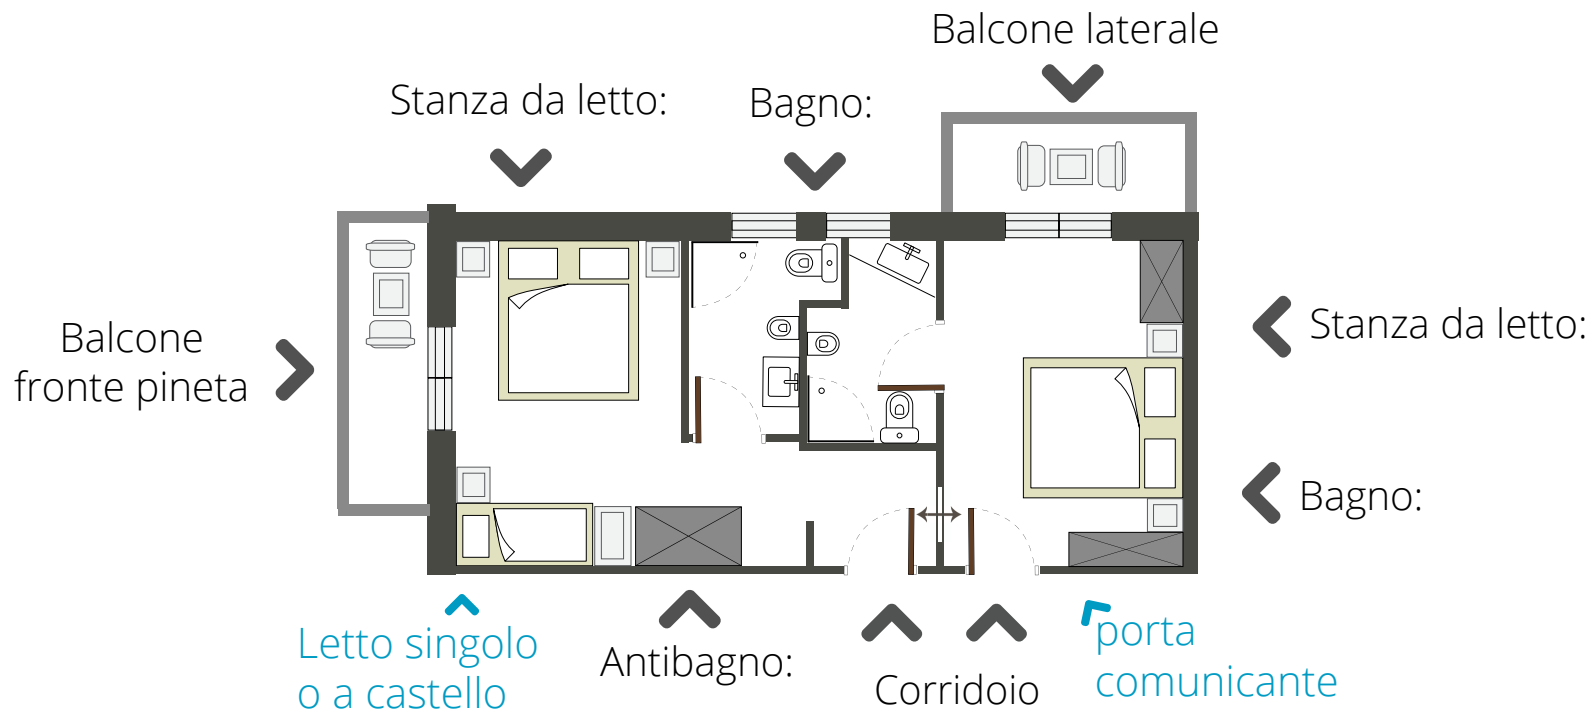 Balcone laterale
Stanza da letto:
Bagno:
Stanza da letto:
Balcone
fronte pineta
Bagno:
Letto singolo
o a castello
Antibagno:
Corridoio
porta
comunicante